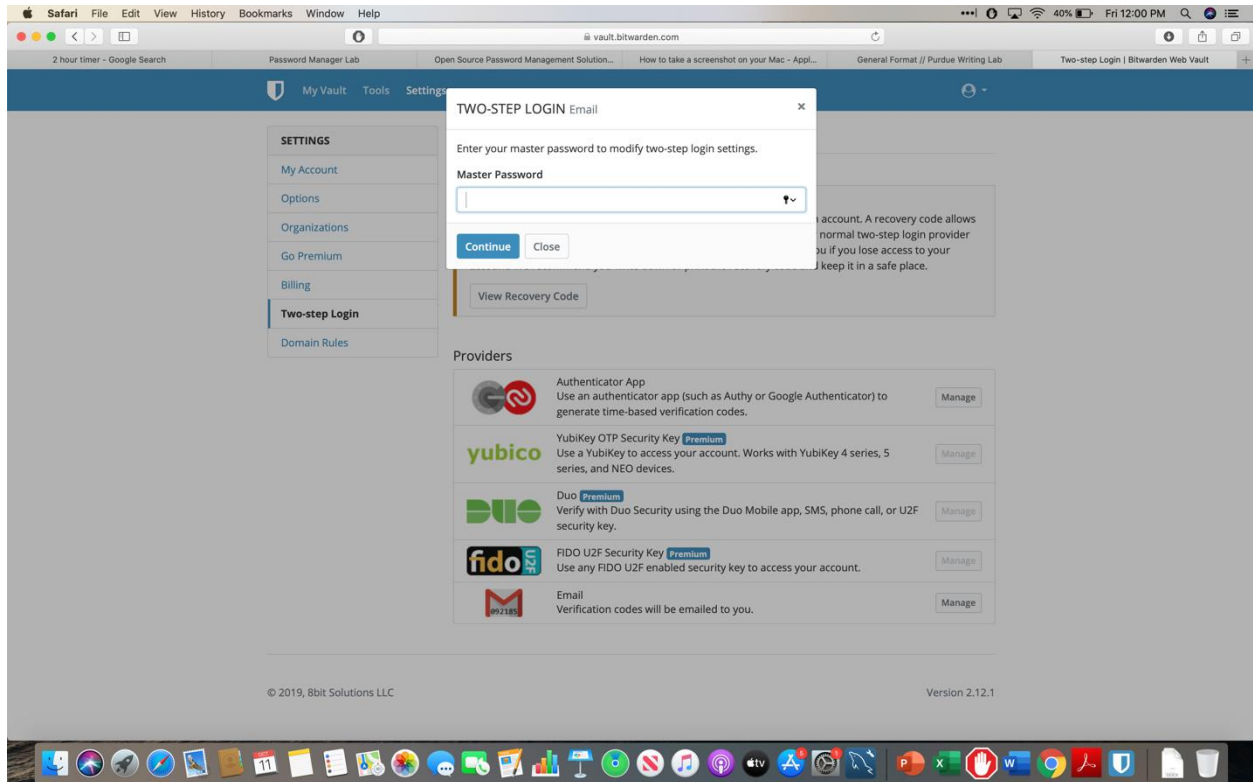 Safari File Edit View History Bookmarks Window Help
40% Fri 12:00 PM
vault.bitwarden.com
2 hour timer - Google Search
Password Manager Lab
Open Source Password Management Solution...
How to take a screenshot on your Mac - Appl...
General Format // Purdue Writing Lab
Two-step Login | Bitwarden Web Vault
My Vault Tools Settings
TWO-STEP LOGIN Email
Enter your master password to modify two-step login settings.
Master Password
Continue Close
SETTINGS
My Account
Options
Organizations
Go Premium
Billing
Two-step Login
Domain Rules
account. A recovery code allows
normal two-step login provider
if you lose access to your
keep it in a safe place.
View Recovery Code
Providers
Authenticator App
Use an authenticator app (such as Authy or Google Authenticator) to
generate time-based verification codes.
Manage
yubico
YubiKey OTP Security Key Premium
Use a YubiKey to access your account. Works with YubiKey 4 series, 5
series, and NEO devices.
Manage
DUO
Duo Premium
Verify with Duo Security using the Duo Mobile app, SMS, phone call, or U2F
security key.
Manage
fido U2F
FIDO U2F Security Key Premium
Use any FIDO U2F enabled security key to access your account.
Manage
092185
Email
Verification codes will be emailed to you.
Manage
© 2019, 8bit Solutions LLC
Version 2.12.1
OCT
11
tv
P
X
W